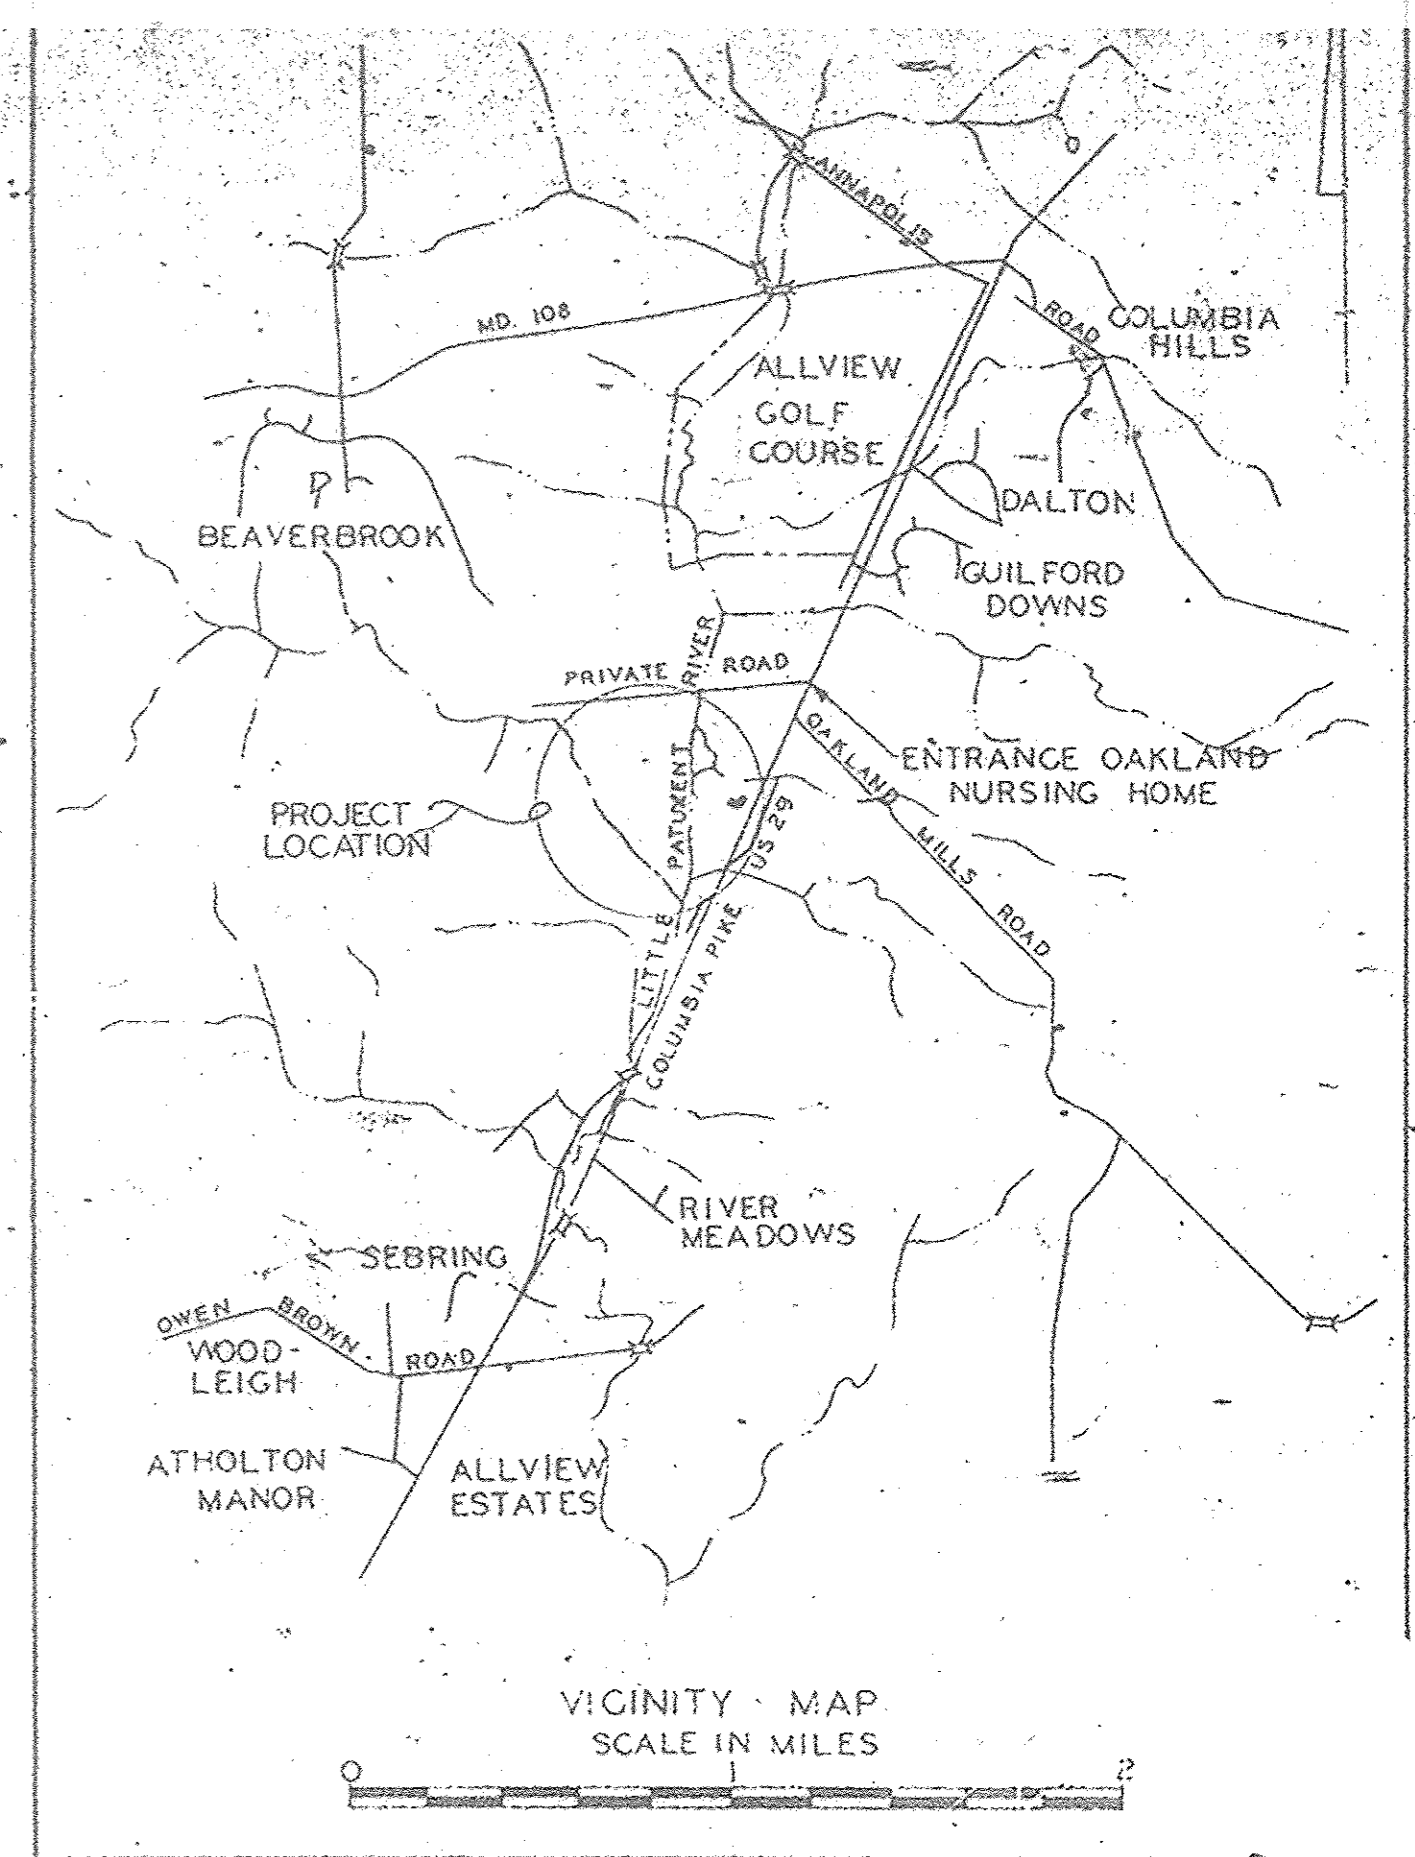 ANNAPOLIS
ROAD
MD. 108
COLUMBIA
HILLS
ALLVIEW
GOLF
COURSE
DALTON
BEAVERBROOK
GUILFORD
DOWNS
PRIVATE ROAD
LITTLE PATUXENT RIVER
OAKLAND MILLS ROAD
ENTRANCE OAKLAND
NURSING HOME
PROJECT
LOCATION
US 29
COLUMBIA PIKE
RIVER
MEADOWS
SEBRING
OWEN BROWN ROAD
WOOD-
LEIGH
ATHOLTON
MANOR
ALLVIEW
ESTATES
VICINITY MAP
SCALE IN MILES
0 1 2